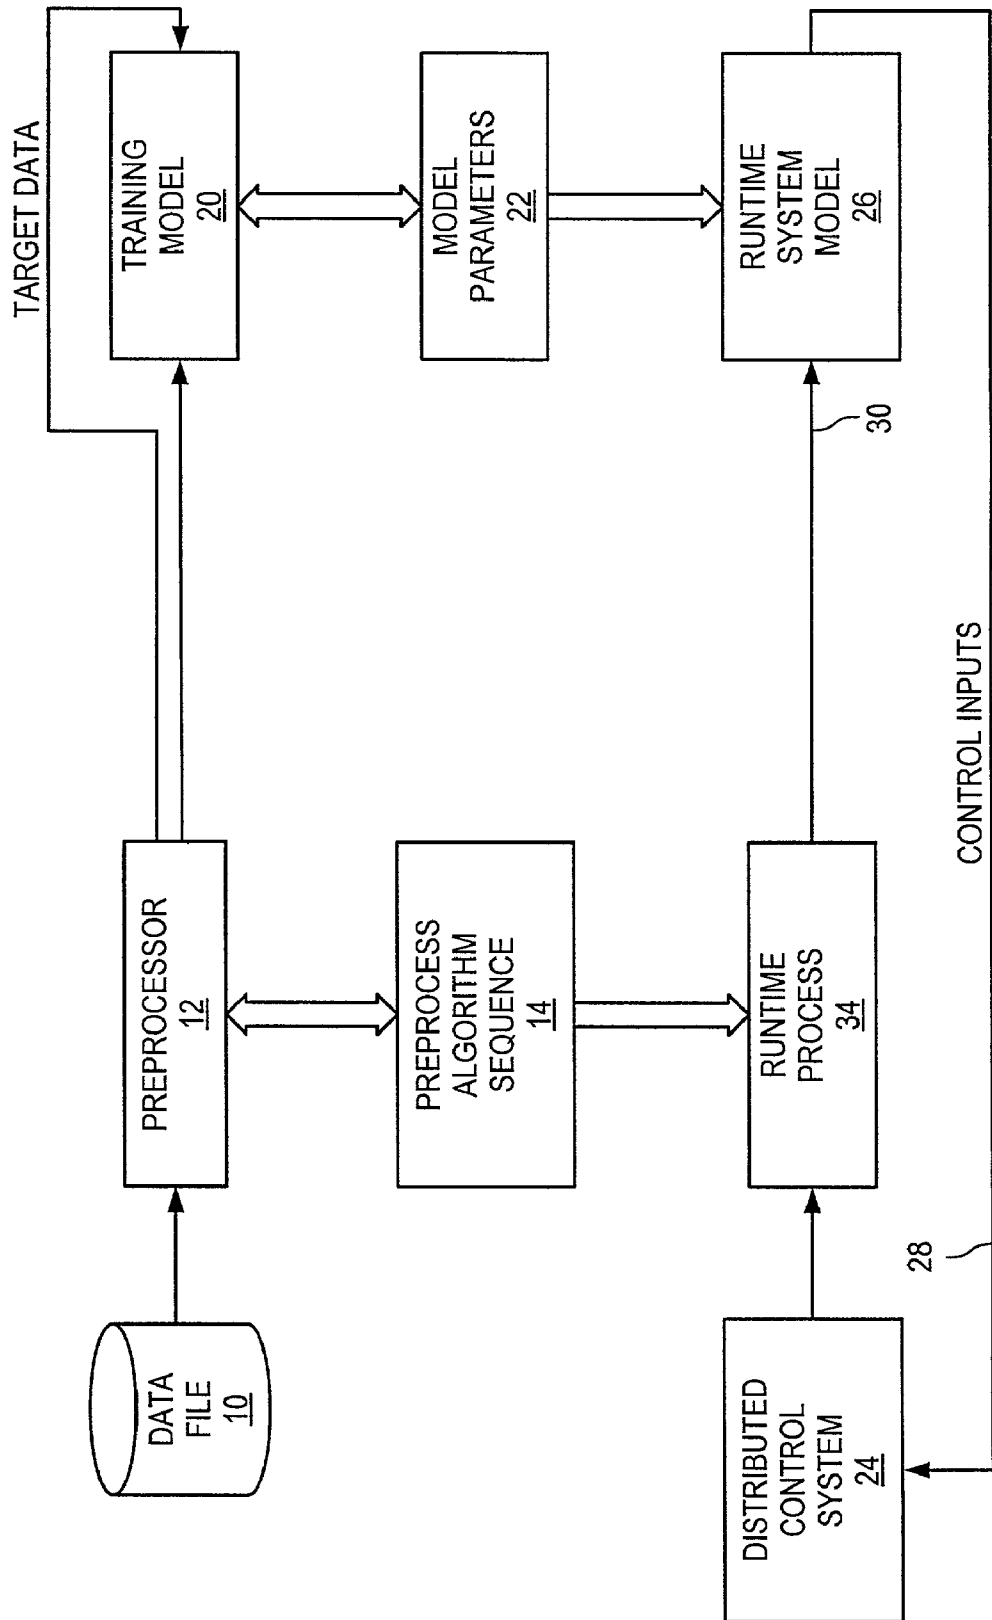 TARGET DATA
DATA
FILE
10
PREPROCESSOR
12
TRAINING
MODEL
20
PREPROCESS
ALGORITHM
SEQUENCE
14
MODEL
PARAMETERS
22
DISTRIBUTED
CONTROL
SYSTEM
24
RUNTIME
PROCESS
34
30
RUNTIME
SYSTEM
MODEL
26
28
CONTROL INPUTS